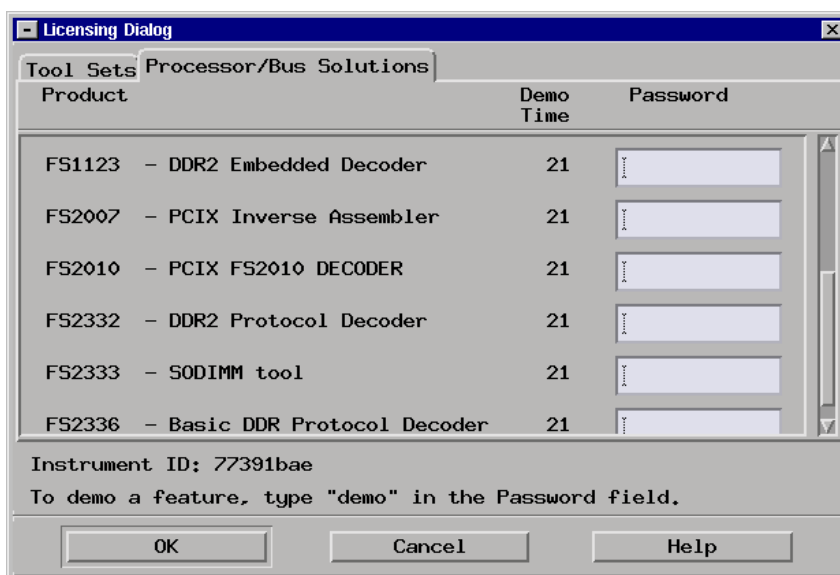 Licensing Dialog
Tool Sets Processor/Bus Solutions
Product Demo Time Password
FS1123 - DDR2 Embedded Decoder 21
FS2007 - PCIX Inverse Assembler 21
FS2010 - PCIX FS2010 DECODER 21
FS2332 - DDR2 Protocol Decoder 21
FS2333 - SODIMM tool 21
FS2336 - Basic DDR Protocol Decoder 21
Instrument ID: 77391bae
To demo a feature, type "demo" in the Password field.
OK Cancel Help